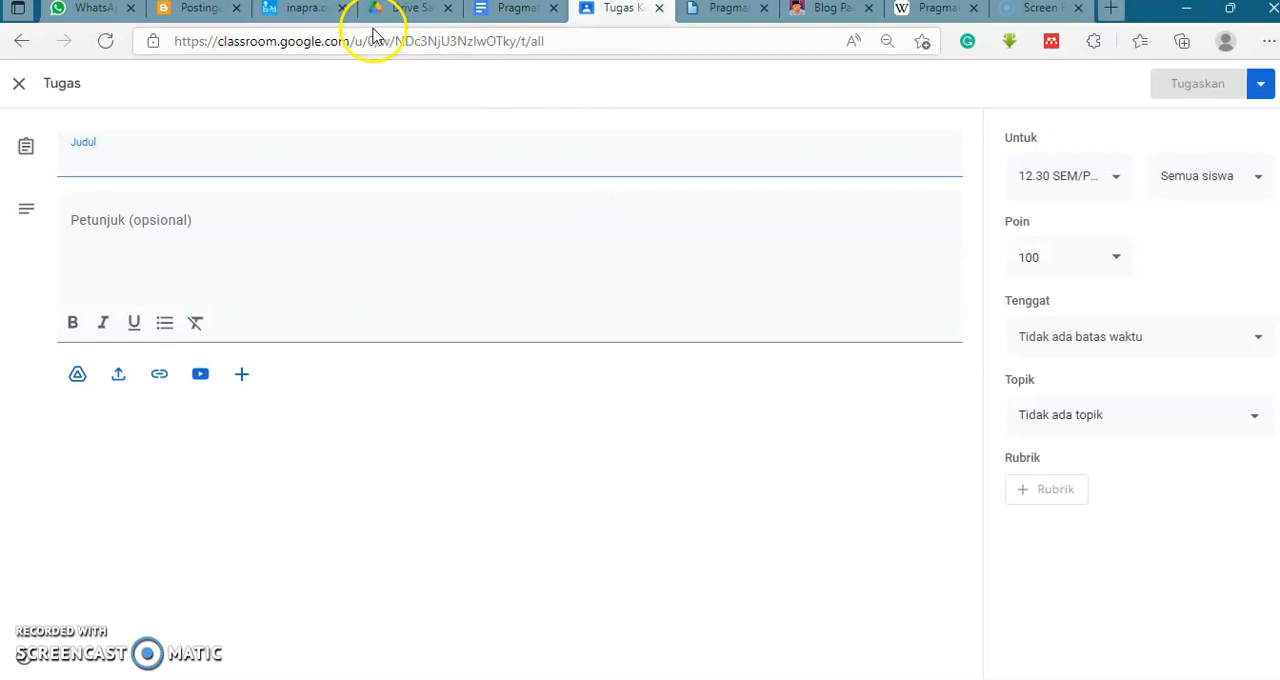 WhatsA
Posting
inapra.o
Drive Sa
Pragmat
Tugas Ke
Pragmat
Blog Pa
Pragmat
Screen
classroom.google.com
Tugas
Tugaskan
Judul
Petunjuk (opsional)
B I U
Untuk
12.30 SEM/P...
Semua siswa
Poin
100
Tenggat
Tidak ada batas waktu
Topik
Tidak ada topik
Rubrik
+ Rubrik
RECORDED WITH
SCREENCAST MATIC